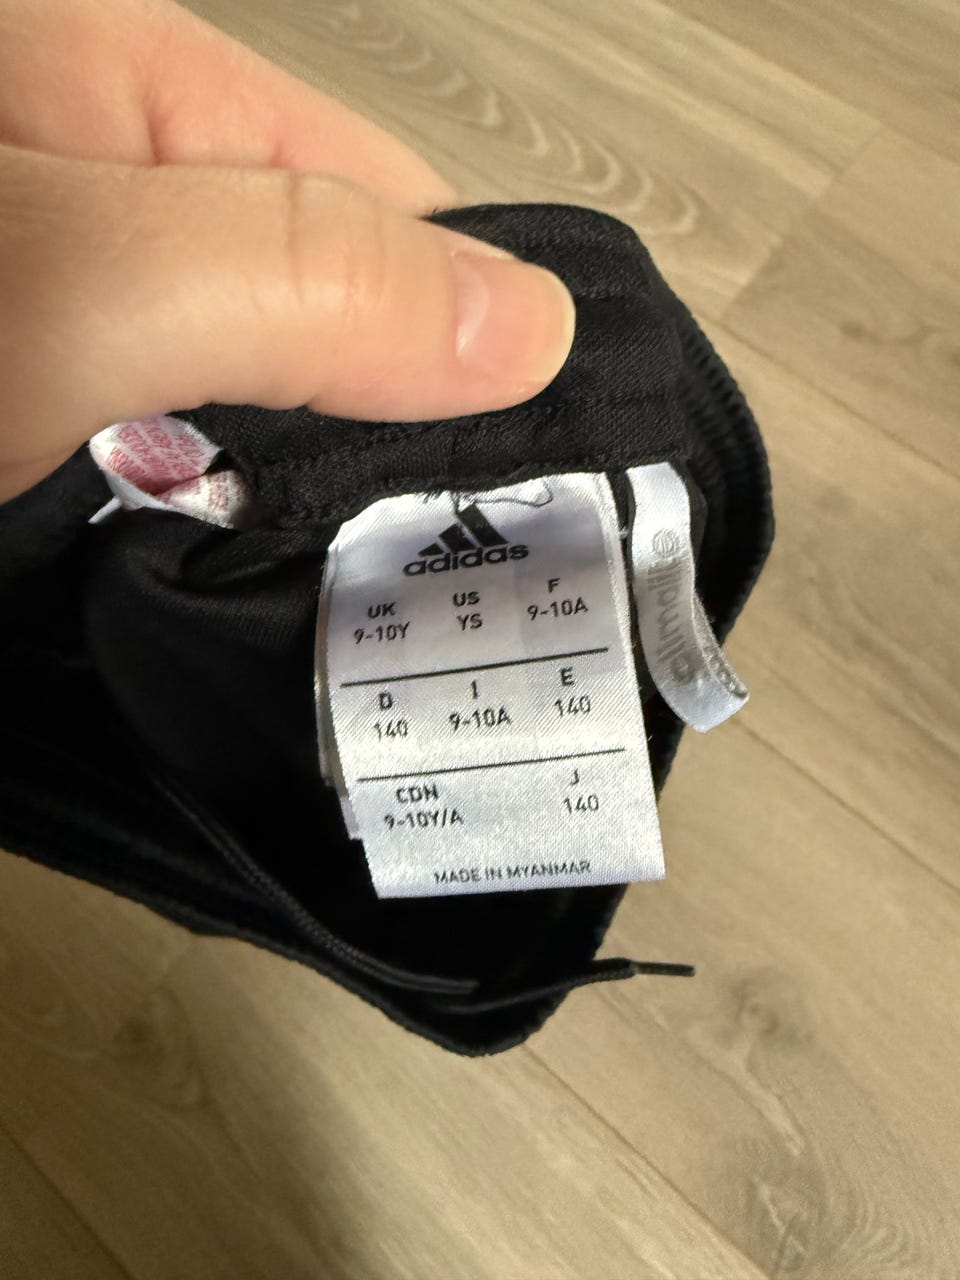 adidas
UK US F
9-10Y YS 9-10A
D I E
140 9-10A 140
CDN J
9-10Y/A 140
MADE IN MYANMAR
climalite